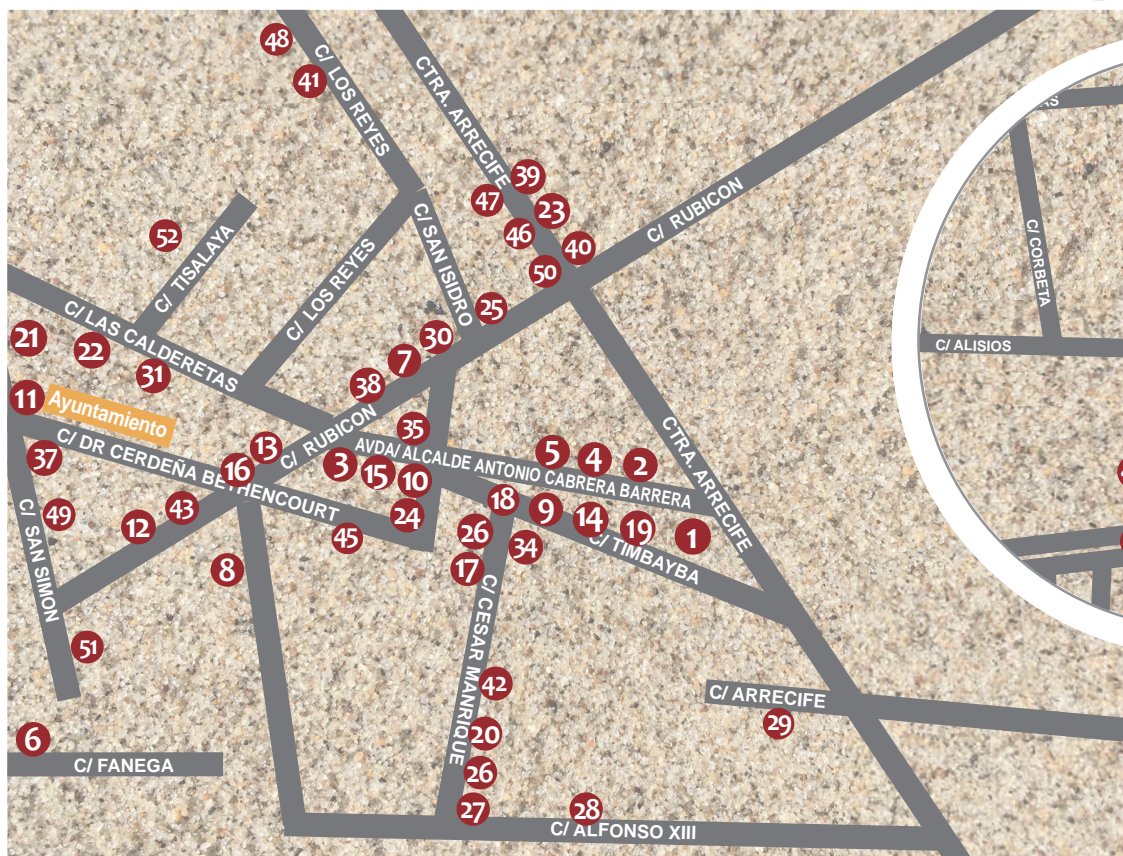 48
C/ LOS REYES
41
CTRA. ARRECIFE
39
47
23
46
40
50
C/ RUBICON
AS
C/ CORBETA
C/ ALISIOS
52
C/ TISALAYA
C/ LOS REYES
C/ SAN ISIDRO
25
30
7
38
21
22
C/ LAS CALDERETAS
31
11
Ayuntamiento
C/ RUBICON
13
16
35
AVDA/ ALCALDE ANTONIO CABRERA BARRERA
3
15
10
5
4
2
CTRA. ARRECIFE
C/ DR CERDEÑA BETHENCOURT
37
49
C/ SAN SIMON
12
43
24
45
18
9
14
19
1
C/ TIMBAYBA
26
34
17
8
C/ CESAR MANRIQUE
51
42
C/ ARRECIFE
29
6
C/ FANEGA
20
26
27
28
C/ ALFONSO XIII